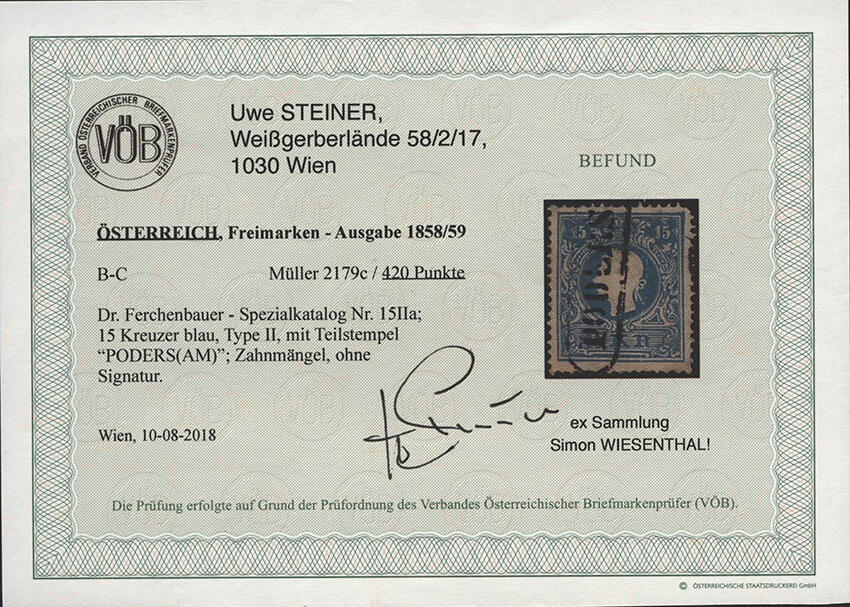 VERBAND ÖSTERREICHISCHER BRIEFMARKENPRÜFER
VÖB
Uwe STEINER,
Weißgerberlände 58/2/17,
1030 Wien
BEFUND
ÖSTERREICH, Freimarken - Ausgabe 1858/59
B-C Müller 2179c / 420 Punkte
Dr. Ferchenbauer - Spezialkatalog Nr. 15IIa;
15 Kreuzer blau, Type II, mit Teilstempel
“PODERS(AM)”; Zahnmängel, ohne
Signatur.
15 15
PODERS
Wien, 10-08-2018
ex Sammlung
Simon WIESENTHAL!
Die Prüfung erfolgte auf Grund der Prüfordnung des Verbandes Österreichischer Briefmarkenprüfer (VÖB).
© ÖSTERREICHISCHE STAATSDRUCKEREI GmbH